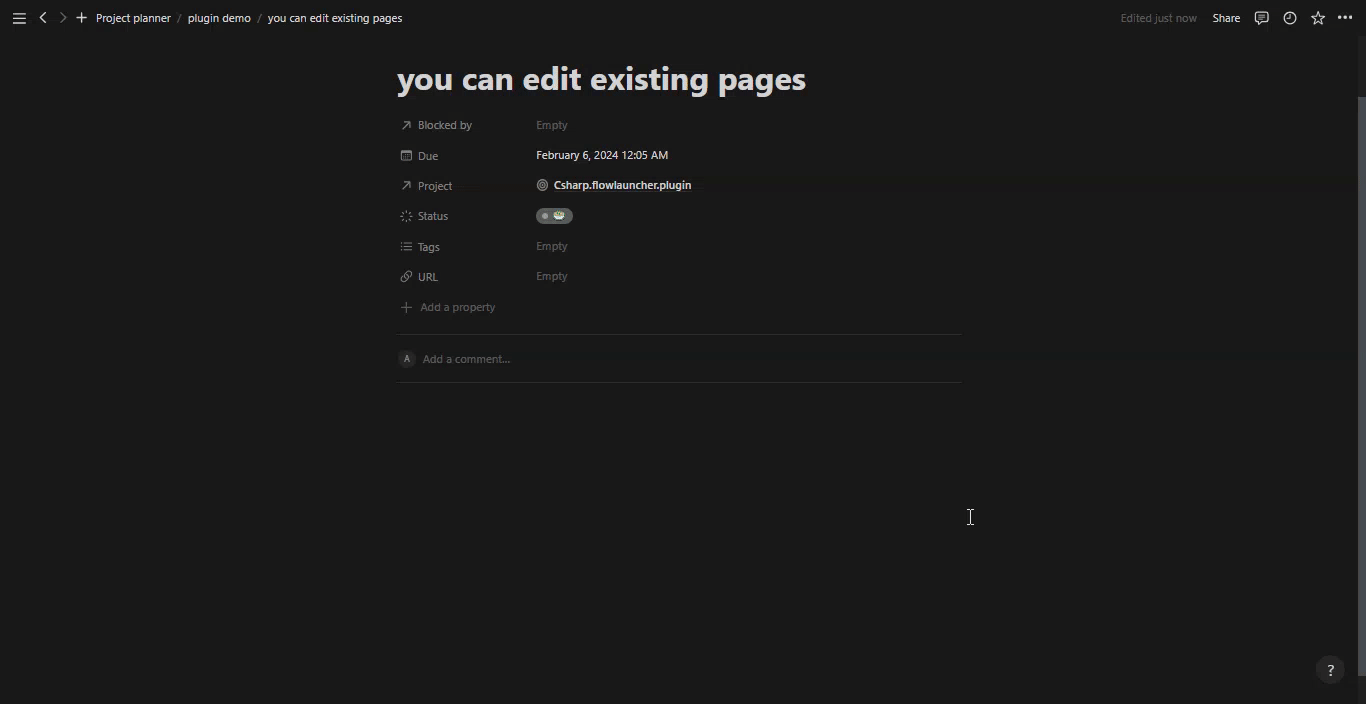 Project planner / plugin demo / you can edit existing pages Edited just now Share
you can edit existing pages
Blocked by Empty
Due February 6, 2024 12:05 AM
Project Csharp.flowlauncher.plugin
Status
Tags Empty
URL Empty
Add a property
A Add a comment...
?